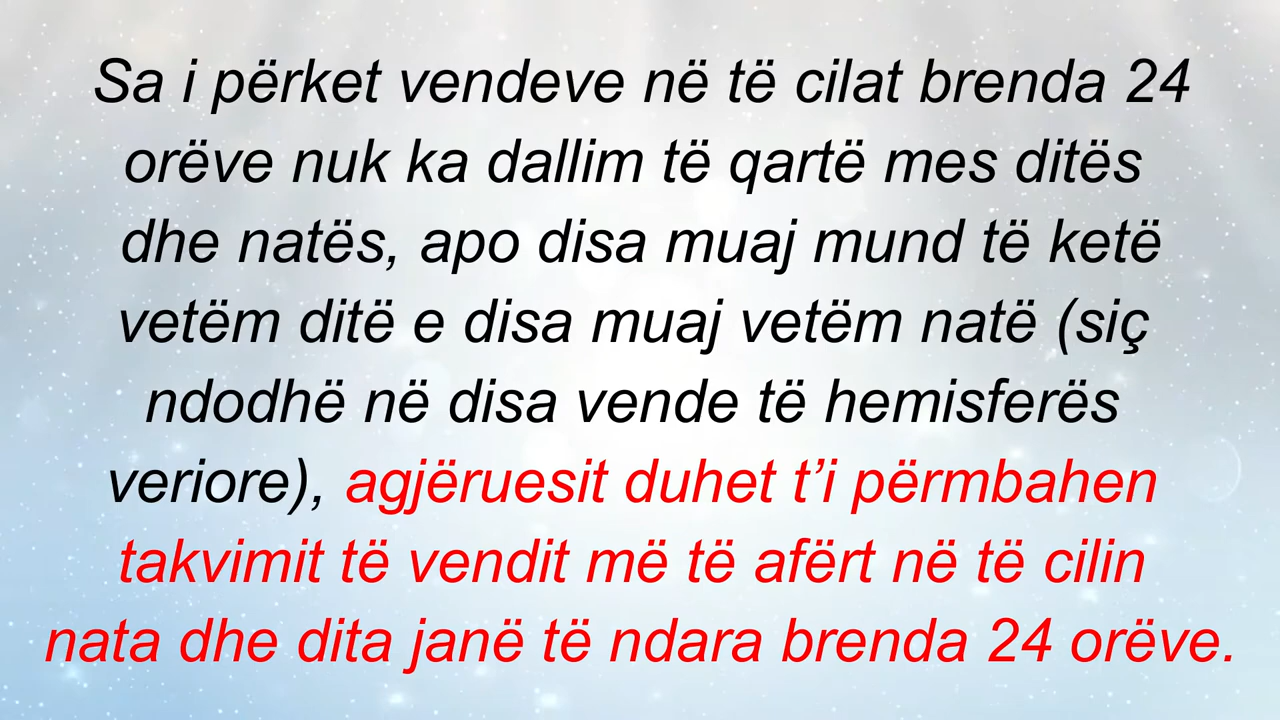 Sa i përket vendeve në të cilat brenda 24
orëve nuk ka dallim të qartë mes ditës
dhe natës, apo disa muaj mund të ketë
vetëm ditë e disa muaj vetëm natë (siç
ndodhë në disa vende të hemisferës
veriore), agjëruesit duhet t’i përmbahen
takvimit të vendit më të afërt në të cilin
nata dhe dita janë të ndara brenda 24 orëve.